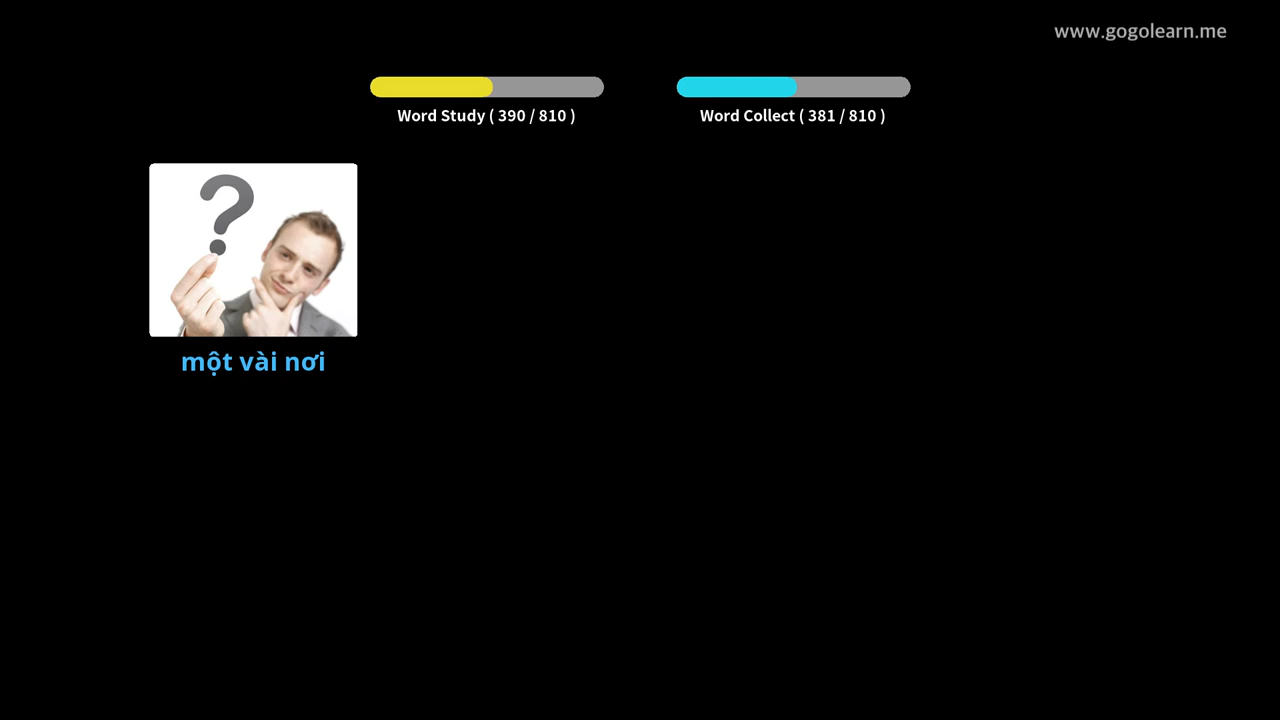 www.gogolearn.me
Word Study ( 390 / 810 )
Word Collect ( 381 / 810 )
?
một vài nơi